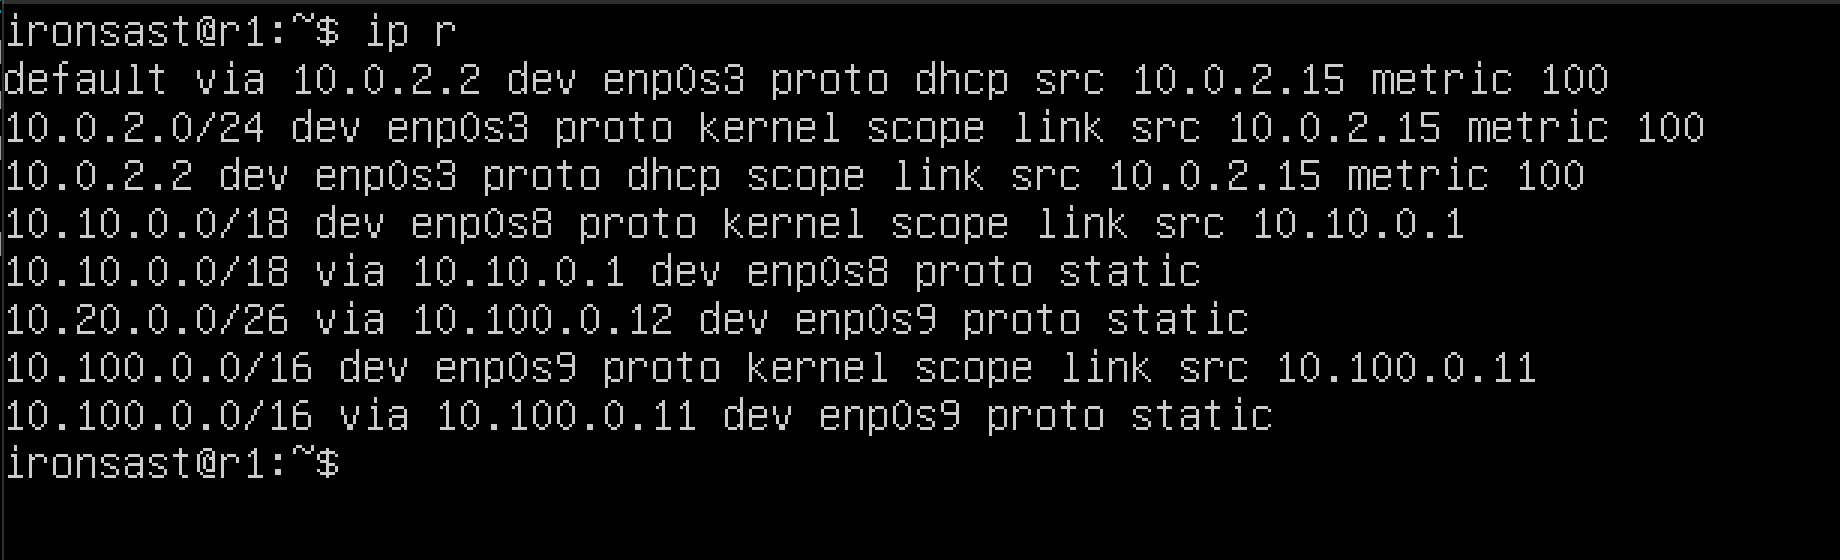 ironsast@r1:~$ ip r
default via 10.0.2.2 dev enp0s3 proto dhcp src 10.0.2.15 metric 100
10.0.2.0/24 dev enp0s3 proto kernel scope link src 10.0.2.15 metric 100
10.0.2.2 dev enp0s3 proto dhcp scope link src 10.0.2.15 metric 100
10.10.0.0/18 dev enp0s8 proto kernel scope link src 10.10.0.1
10.10.0.0/18 via 10.10.0.1 dev enp0s8 proto static
10.20.0.0/26 via 10.100.0.12 dev enp0s9 proto static
10.100.0.0/16 dev enp0s9 proto kernel scope link src 10.100.0.11
10.100.0.0/16 via 10.100.0.11 dev enp0s9 proto static
ironsast@r1:~$